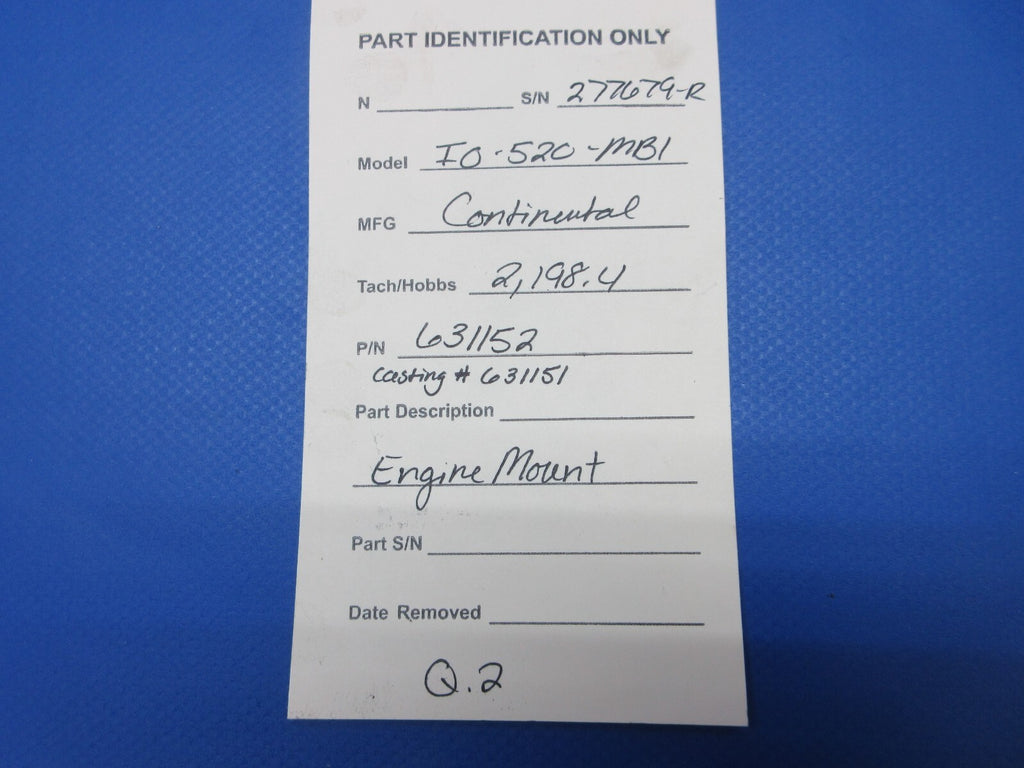 PART IDENTIFICATION ONLY
N S/N 277679-R
Model IO-520-MB1
MFG Continental
Tach/Hobbs 2,198.4
P/N 631152
Casting # 631151
Part Description
Engine Mount
Part S/N
Date Removed
Q.2